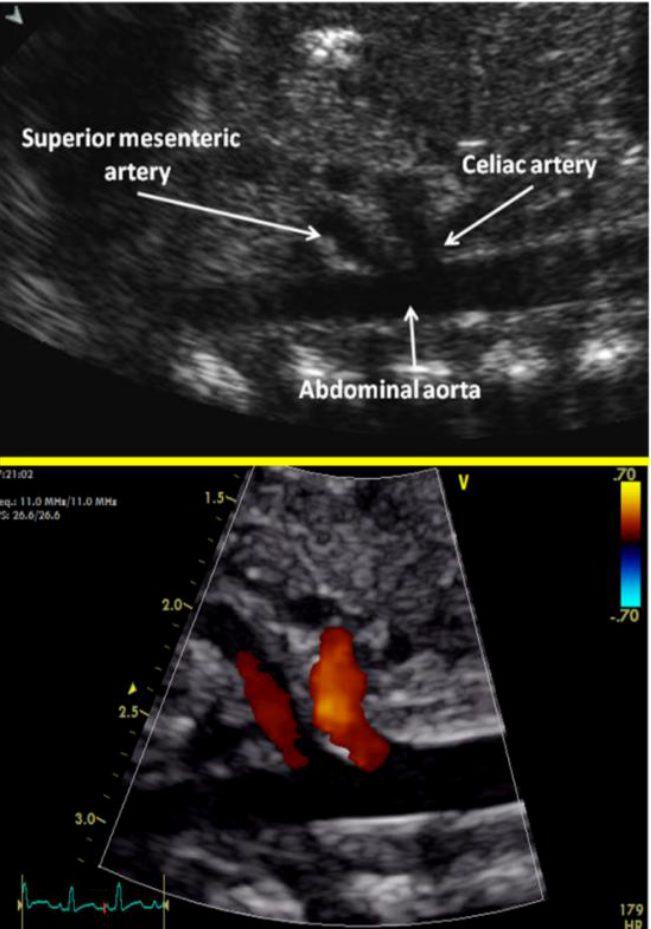 Superior mesenteric
artery
Celiac artery
Abdominal aorta
:21:02
eq.: 11.0 MHz/11.0 MHz
S: 26.6/26.6
1.5
V
.70
2.0
-.70
2.5
3.0
179
HR